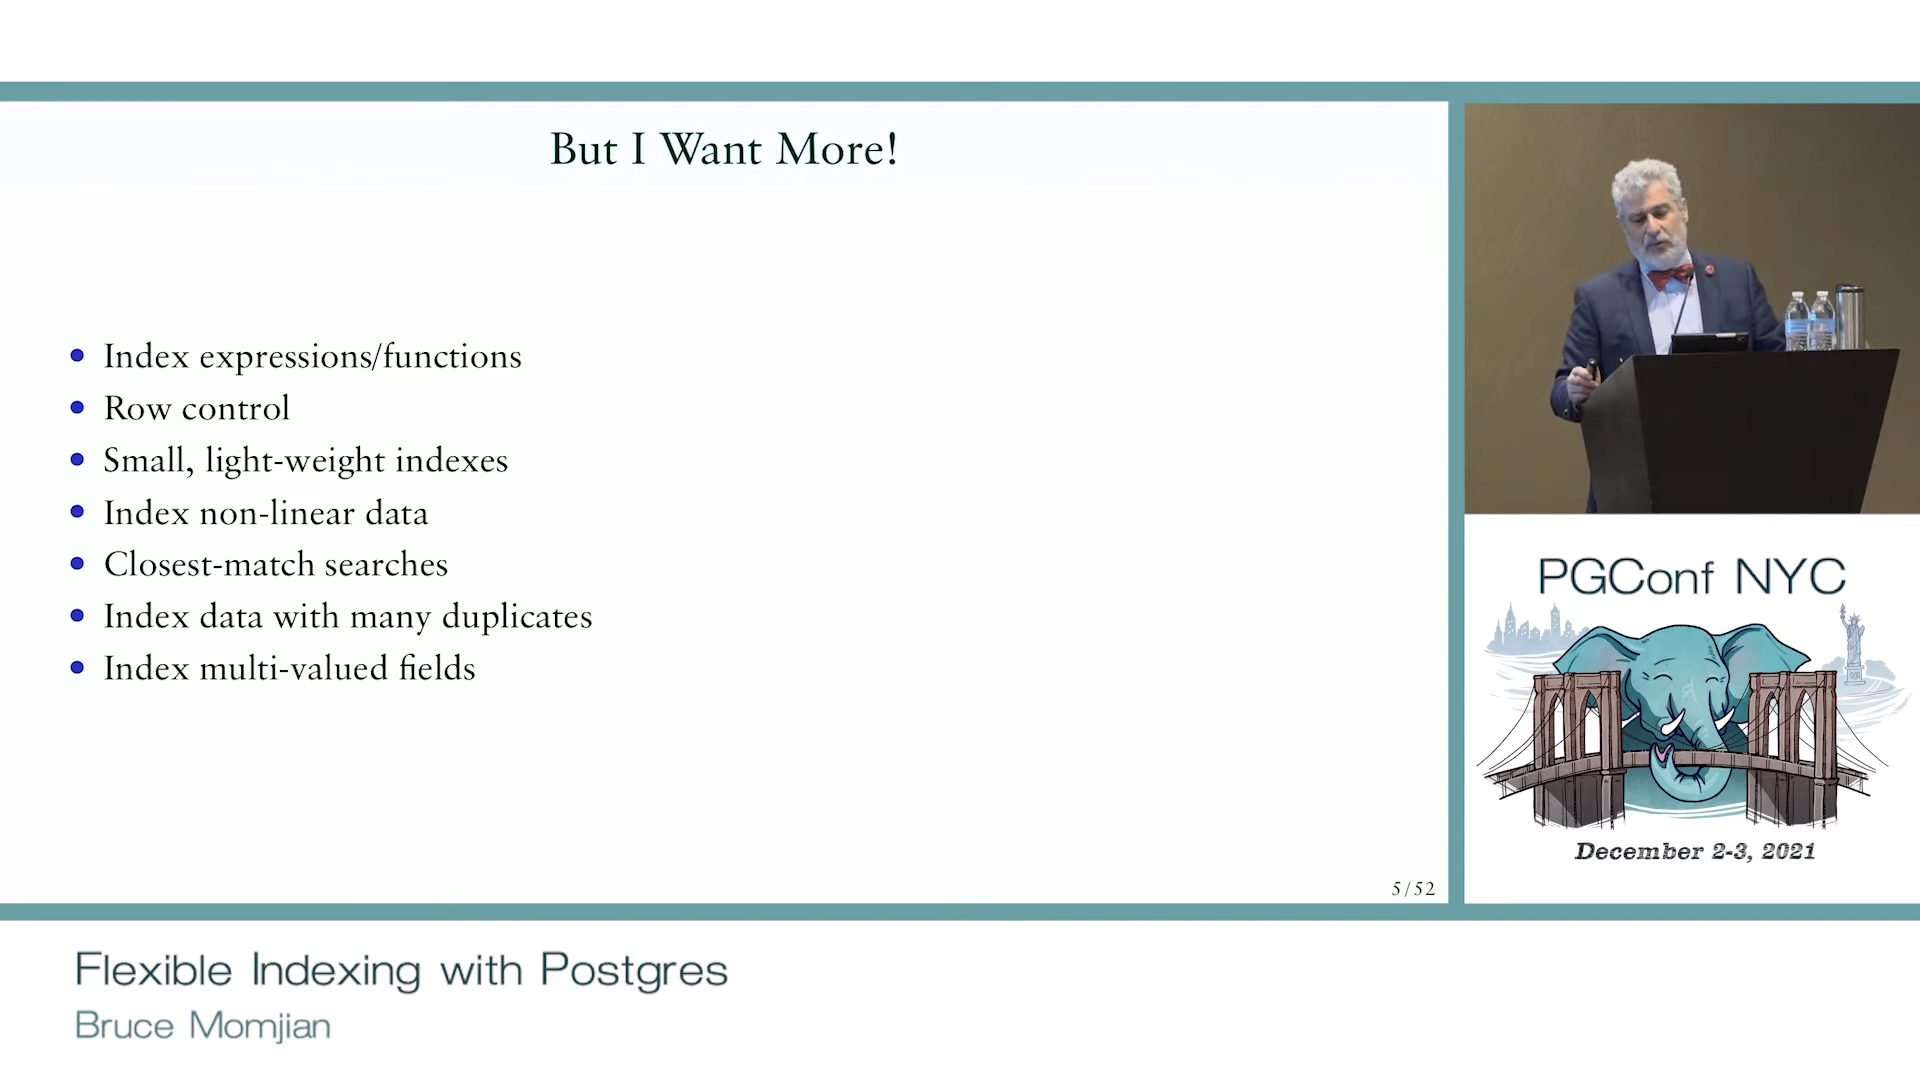 But I Want More!
Index expressions/functions
Row control
Small, light-weight indexes
Index non-linear data
Closest-match searches
Index data with many duplicates
Index multi-valued fields
5/52
PGConf NYC
December 2-3, 2021
Flexible Indexing with Postgres
Bruce Momjian